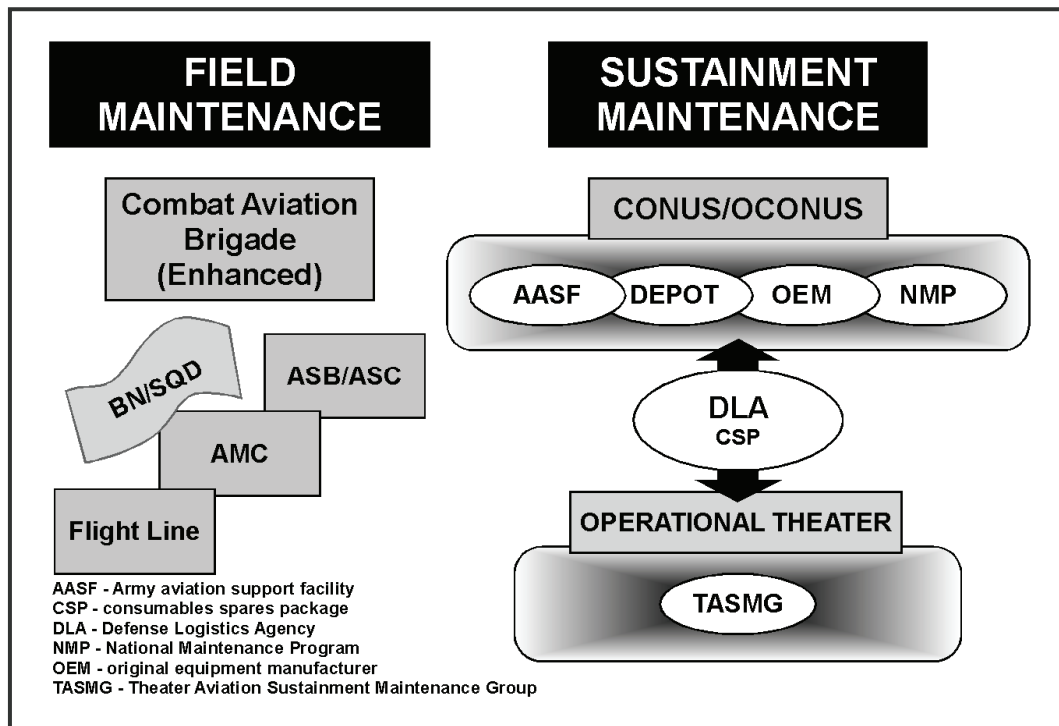 FIELD
MAINTENANCE
SUSTAINMENT
MAINTENANCE
Combat Aviation
Brigade
(Enhanced)
BN/SQD
ASB/ASC
AMC
Flight Line
CONUS/OCONUS
AASF
DEPOT
OEM
NMP
DLA
CSP
OPERATIONAL THEATER
TASMG
AASF - Army aviation support facility
CSP - consumables spares package
DLA - Defense Logistics Agency
NMP - National Maintenance Program
OEM - original equipment manufacturer
TASMG - Theater Aviation Sustainment Maintenance Group